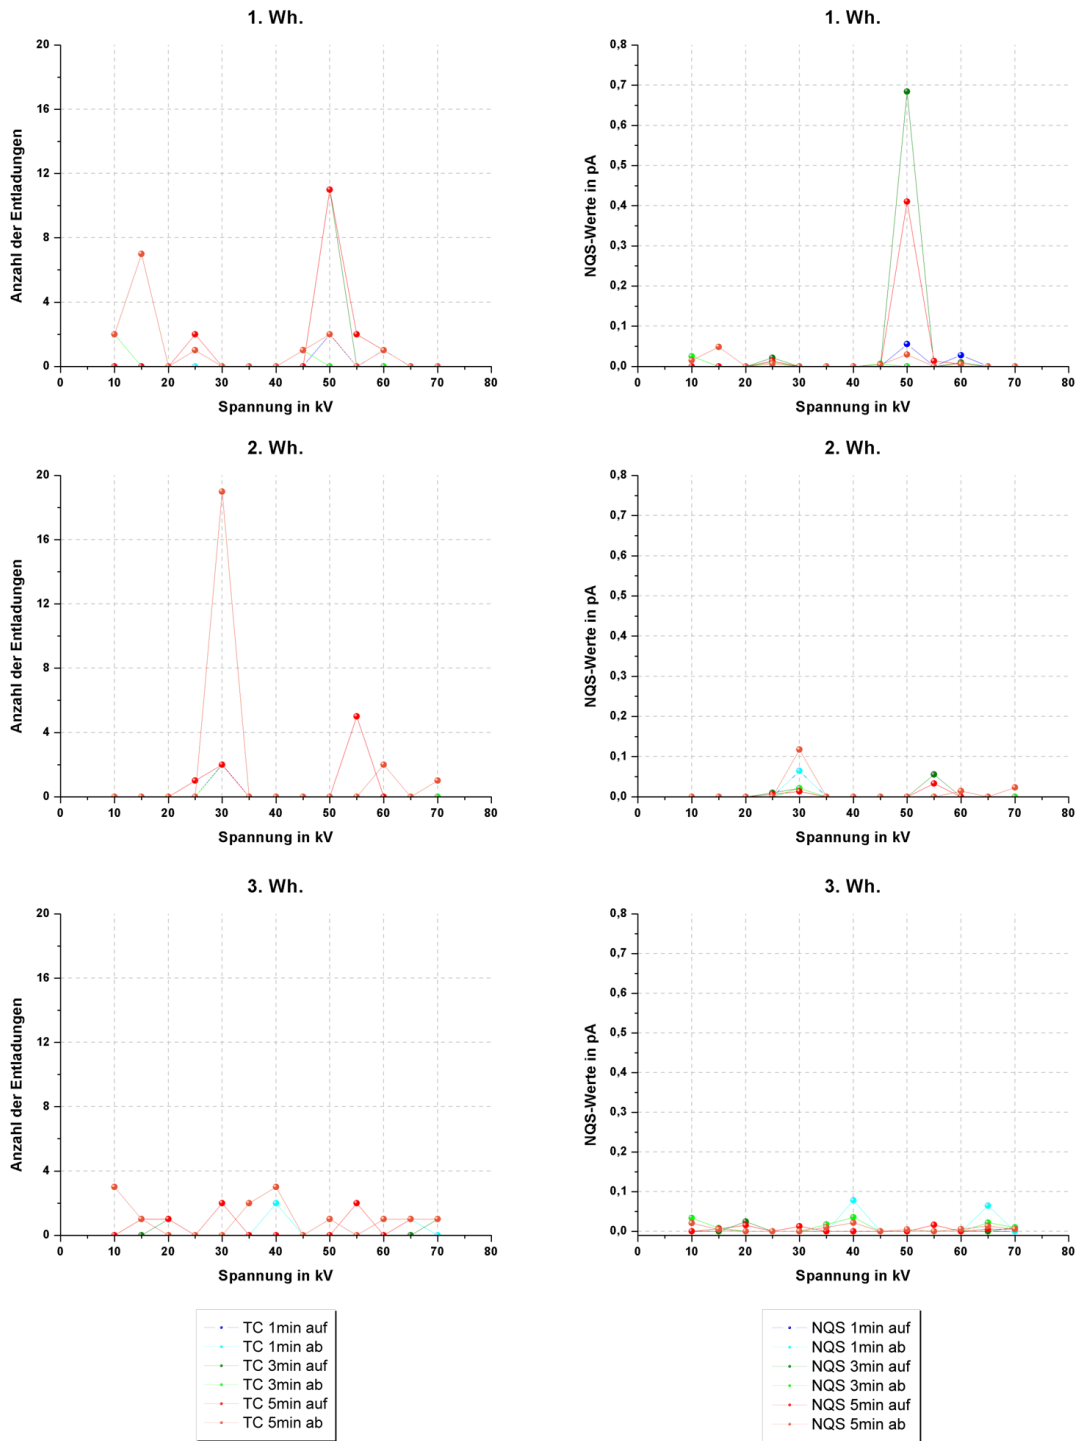 1. Wh.
20
16
12
8
4
0
Anzahl der Entladungen
0 10 20 30 40 50 60 70 80
Spannung in kV
1. Wh.
0,8
0,7
0,6
0,5
0,4
0,3
0,2
0,1
0,0
NQS-Werte in pA
0 10 20 30 40 50 60 70 80
Spannung in kV
2. Wh.
20
16
12
8
4
0
Anzahl der Entladungen
0 10 20 30 40 50 60 70 80
Spannung in kV
2. Wh.
0,8
0,7
0,6
0,5
0,4
0,3
0,2
0,1
0,0
NQS-Werte in pA
0 10 20 30 40 50 60 70 80
Spannung in kV
3. Wh.
20
16
12
8
4
0
Anzahl der Entladungen
0 10 20 30 40 50 60 70 80
Spannung in kV
3. Wh.
0,8
0,7
0,6
0,5
0,4
0,3
0,2
0,1
0,0
NQS-Werte in pA
0 10 20 30 40 50 60 70 80
Spannung in kV
TC 1min auf
TC 1min ab
TC 3min auf
TC 3min ab
TC 5min auf
TC 5min ab
NQS 1min auf
NQS 1min ab
NQS 3min auf
NQS 3min ab
NQS 5min auf
NQS 5min ab